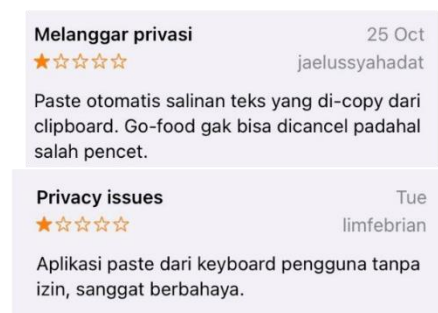 Melanggar privasi 25 Oct
jaelussyahadat
Paste otomatis salinan teks yang di-copy dari
clipboard. Go-food gak bisa dicancel padahal
salah pencet.
Privacy issues Tue
limfebrian
Aplikasi paste dari keyboard pengguna tanpa
izin, sanggat berbahaya.